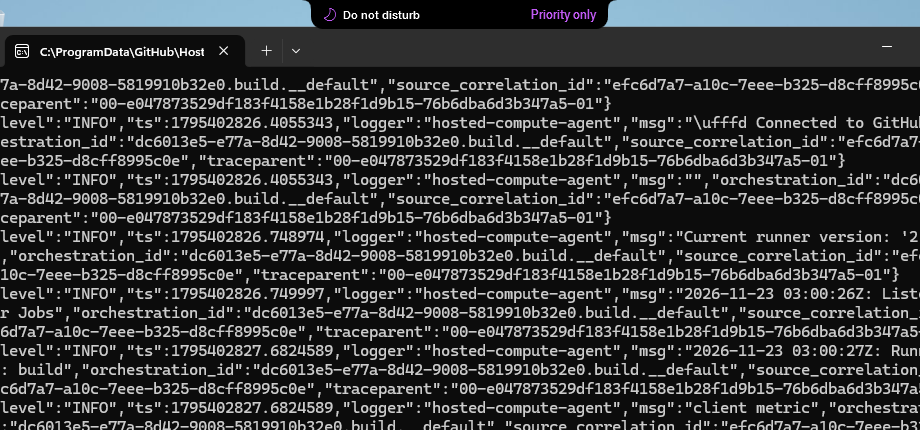 Do not disturb Priority only
C:\ProgramData\GitHub\Host
7a-8d42-9008-5819910b32e0.build.__default","source_correlation_id":"efc6d7a7-a10c-7eee-b325-d8cff8995c0
ceparent":"00-e047873529df183f4158e1b28f1d9b15-76b6dba6d3b347a5-01"}
level":"INFO","ts":1795402826.4055343,"logger":"hosted-compute-agent","msg":"\ufffd Connected to GitHu
estration_id":"dc6013e5-e77a-8d42-9008-5819910b32e0.build.__default","source_correlation_id":"efc6d7a7-
ee-b325-d8cff8995c0e","traceparent":"00-e047873529df183f4158e1b28f1d9b15-76b6dba6d3b347a5-01"}
level":"INFO","ts":1795402826.4055343,"logger":"hosted-compute-agent","msg":"","orchestration_id":"dc6
7a-8d42-9008-5819910b32e0.build.__default","source_correlation_id":"efc6d7a7-a10c-7eee-b325-d8cff8995c0
ceparent":"00-e047873529df183f4158e1b28f1d9b15-76b6dba6d3b347a5-01"}
level":"INFO","ts":1795402826.748974,"logger":"hosted-compute-agent","msg":"Current runner version: '2
,"orchestration_id":"dc6013e5-e77a-8d42-9008-5819910b32e0.build.__default","source_correlation_id":"ef
10c-7eee-b325-d8cff8995c0e","traceparent":"00-e047873529df183f4158e1b28f1d9b15-76b6dba6d3b347a5-01"}
level":"INFO","ts":1795402826.749997,"logger":"hosted-compute-agent","msg":"2026-11-23 03:00:26Z: Liste
r Jobs","orchestration_id":"dc6013e5-e77a-8d42-9008-5819910b32e0.build.__default","source_correlation_
6d7a7-a10c-7eee-b325-d8cff8995c0e","traceparent":"00-e047873529df183f4158e1b28f1d9b15-76b6dba6d3b347a5-
level":"INFO","ts":1795402827.6824589,"logger":"hosted-compute-agent","msg":"2026-11-23 03:00:27Z: Run
: build","orchestration_id":"dc6013e5-e77a-8d42-9008-5819910b32e0.build.__default","source_correlation
c6d7a7-a10c-7eee-b325-d8cff8995c0e","traceparent":"00-e047873529df183f4158e1b28f1d9b15-76b6dba6d3b347a5
level":"INFO","ts":1795402827.6824589,"logger":"hosted-compute-agent","msg":"client metric","orchestra
:"dc6013e5-e77a-8d42-9008-5819910b32e0.build.__default","source_correlation_id":"efc6d7a7-a10c-7eee-b3